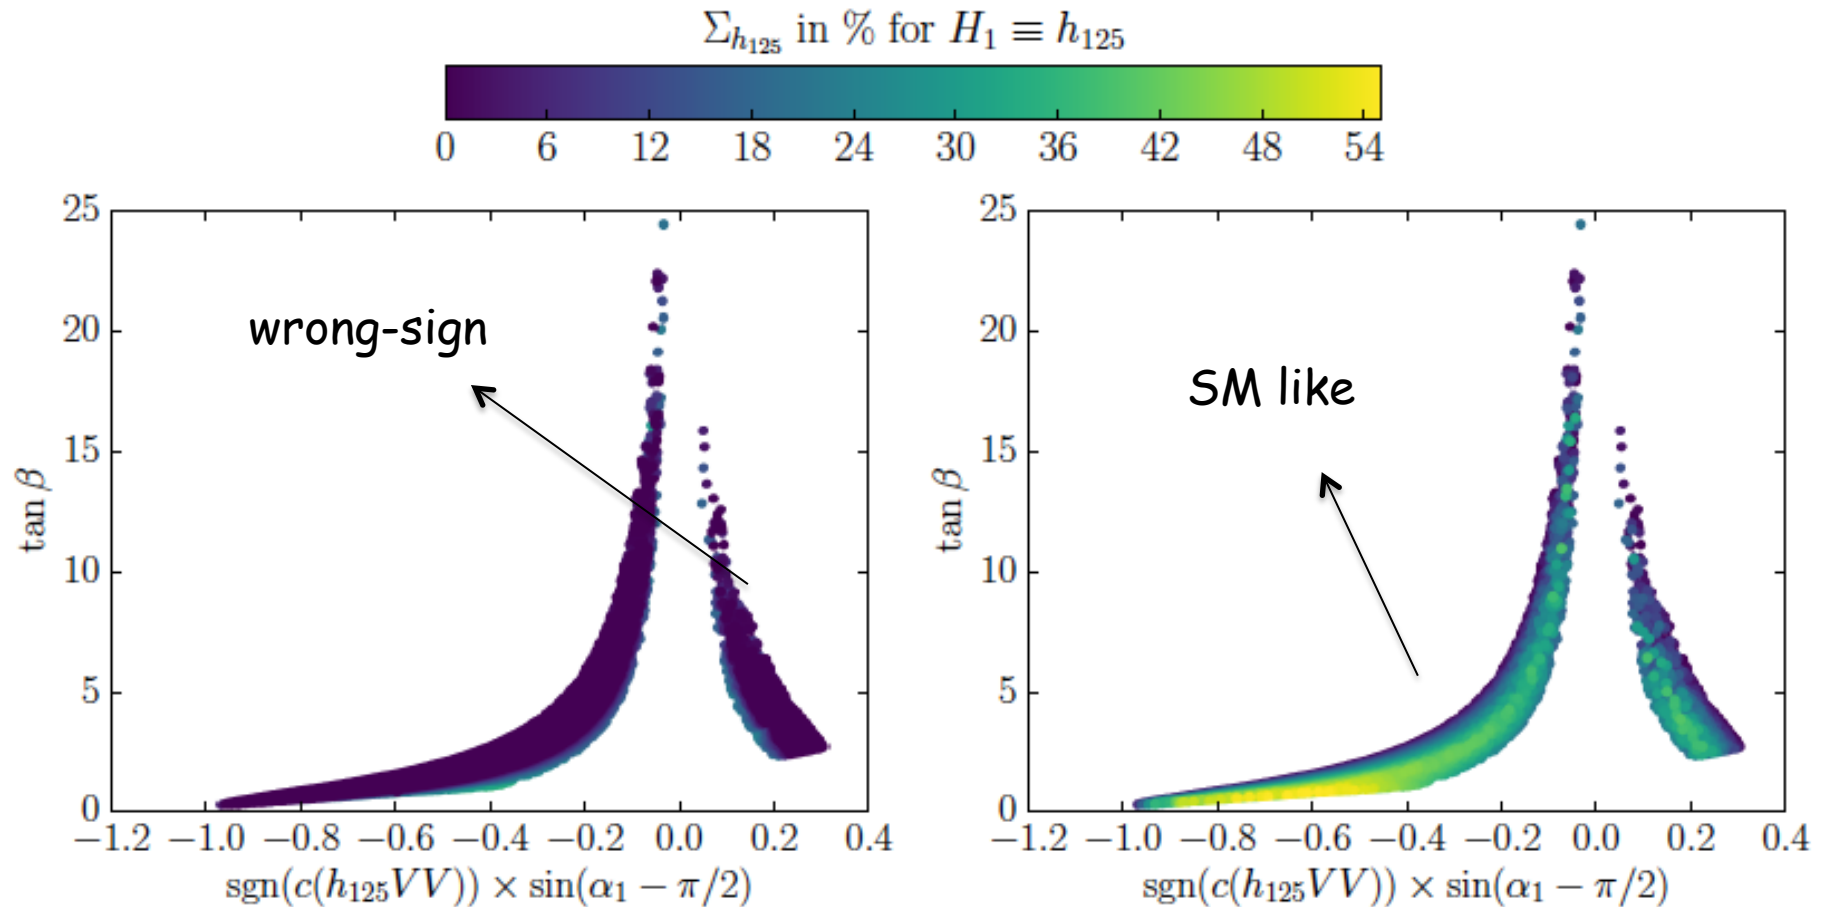 Σ_{h_{125}} in % for H_1 ≡ h_{125}
0 6 12 18 24 30 36 42 48 54
25
20
15
10
5
0
tan β
wrong-sign
−1.2 −1.0 −0.8 −0.6 −0.4 −0.2 0.0 0.2 0.4
sgn(c(h_{125}VV)) × sin(α_1 − π/2)
25
20
15
10
5
0
tan β
SM like
−1.2 −1.0 −0.8 −0.6 −0.4 −0.2 0.0 0.2 0.4
sgn(c(h_{125}VV)) × sin(α_1 − π/2)